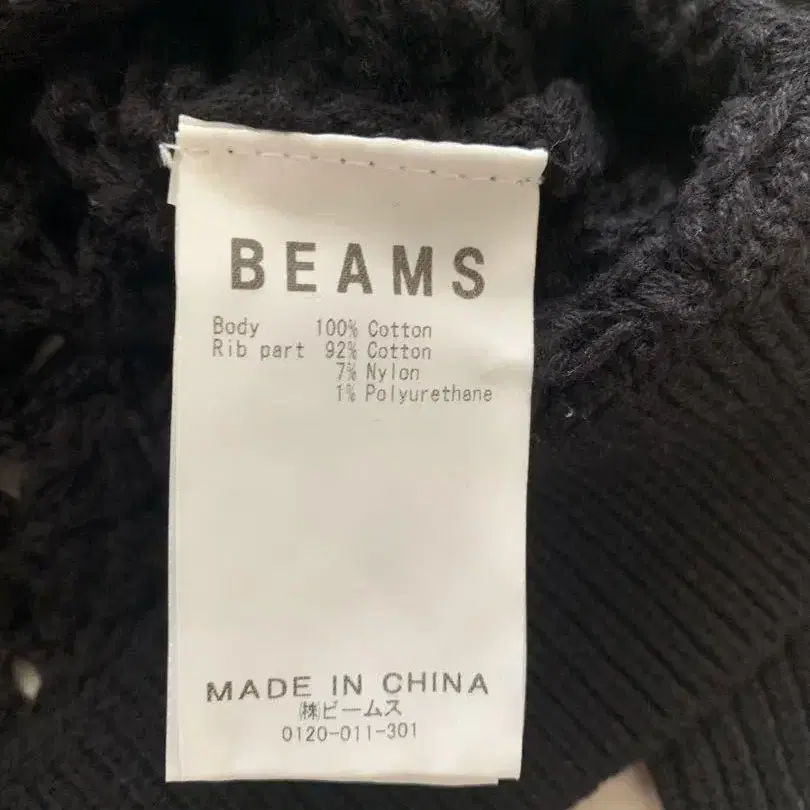 BEAMS
Body 100% Cotton
Rib part 92% Cotton
7% Nylon
1% Polyurethane
MADE IN CHINA
㈱ビームス
0120-011-301